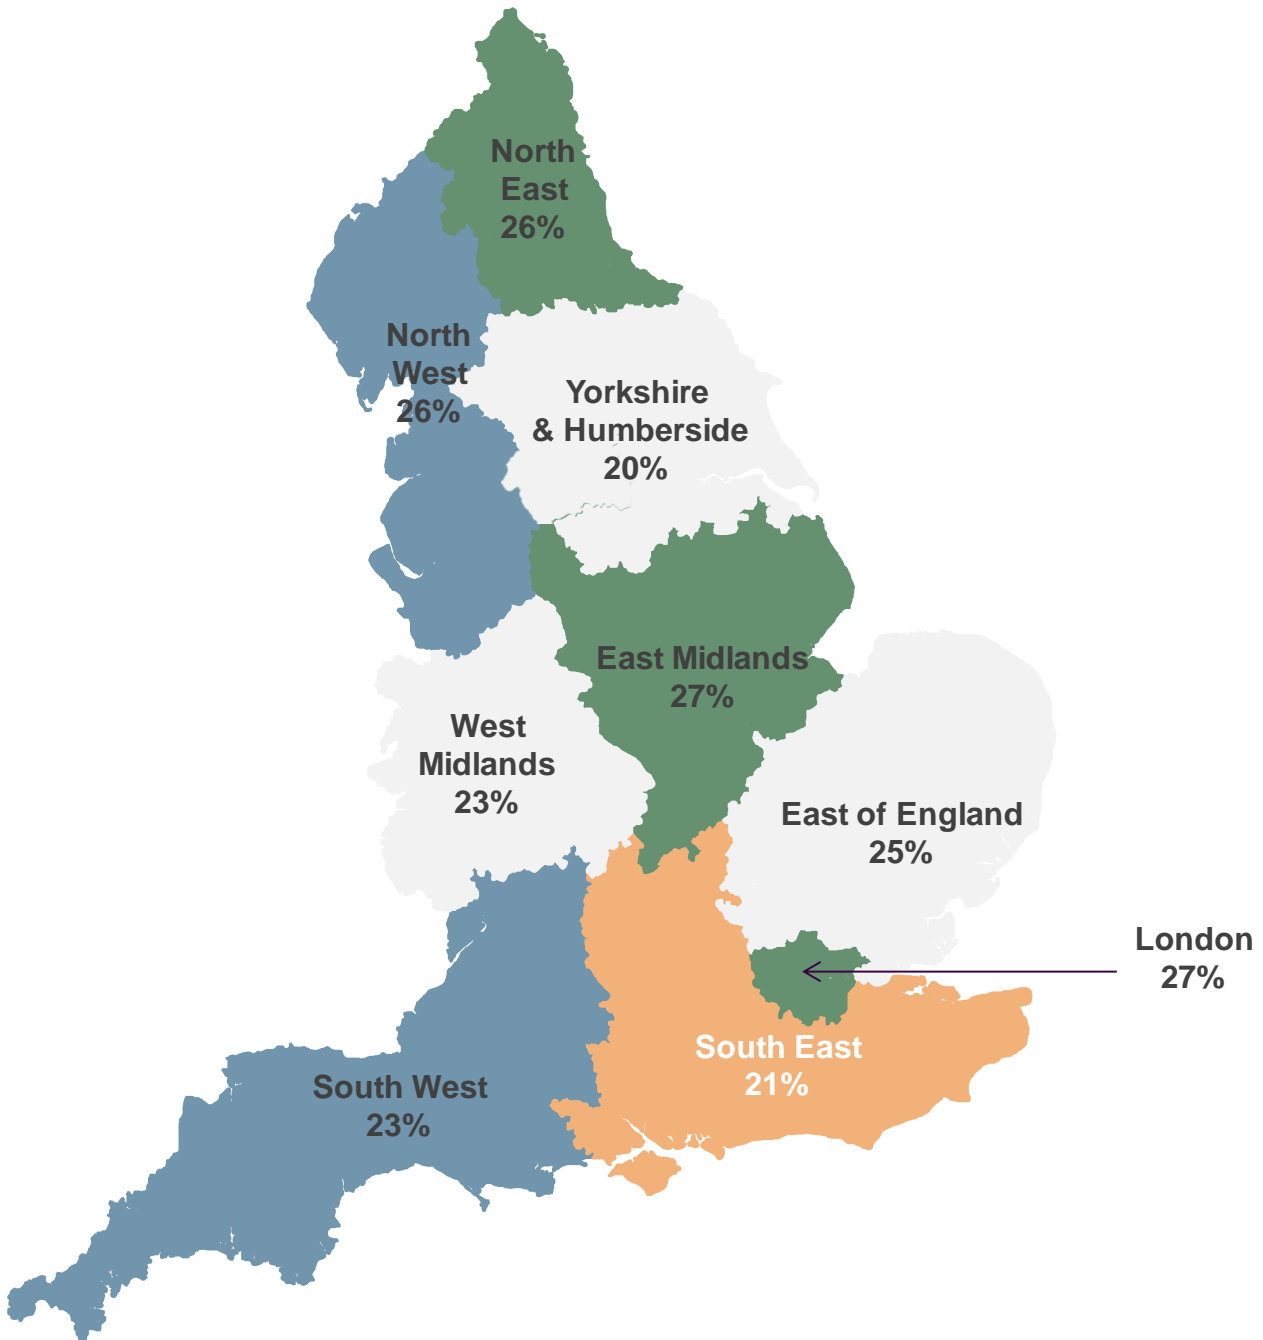 North
East
26%
North
West
26%
Yorkshire
& Humberside
20%
East Midlands
27%
West
Midlands
23%
East of England
25%
London
27%
South East
21%
South West
23%